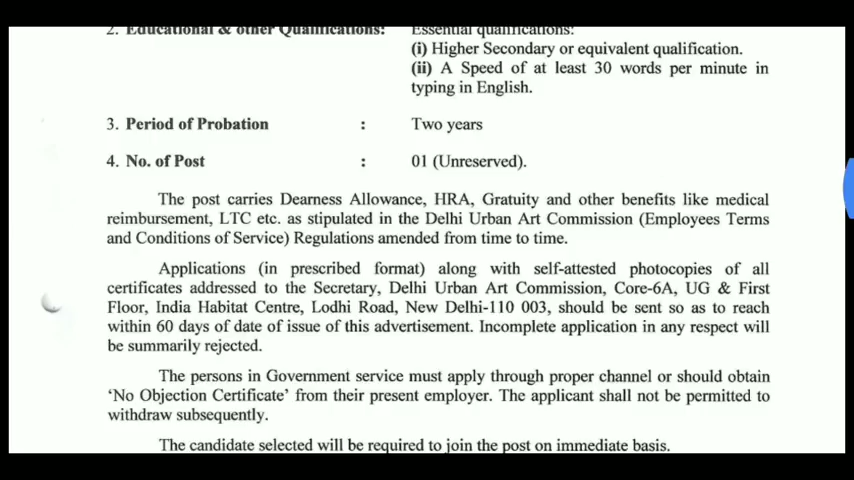 2. Educational & other Qualifications: Essential qualifications:
(i) Higher Secondary or equivalent qualification.
(ii) A Speed of at least 30 words per minute in
typing in English.
3. Period of Probation : Two years
4. No. of Post : 01 (Unreserved).
The post carries Dearness Allowance, HRA, Gratuity and other benefits like medical
reimbursement, LTC etc. as stipulated in the Delhi Urban Art Commission (Employees Terms
and Conditions of Service) Regulations amended from time to time.
Applications (in prescribed format) along with self-attested photocopies of all
certificates addressed to the Secretary, Delhi Urban Art Commission, Core-6A, UG & First
Floor, India Habitat Centre, Lodhi Road, New Delhi-110 003, should be sent so as to reach
within 60 days of date of issue of this advertisement. Incomplete application in any respect will
be summarily rejected.
The persons in Government service must apply through proper channel or should obtain
‘No Objection Certificate’ from their present employer. The applicant shall not be permitted to
withdraw subsequently.
The candidate selected will be required to join the post on immediate basis.